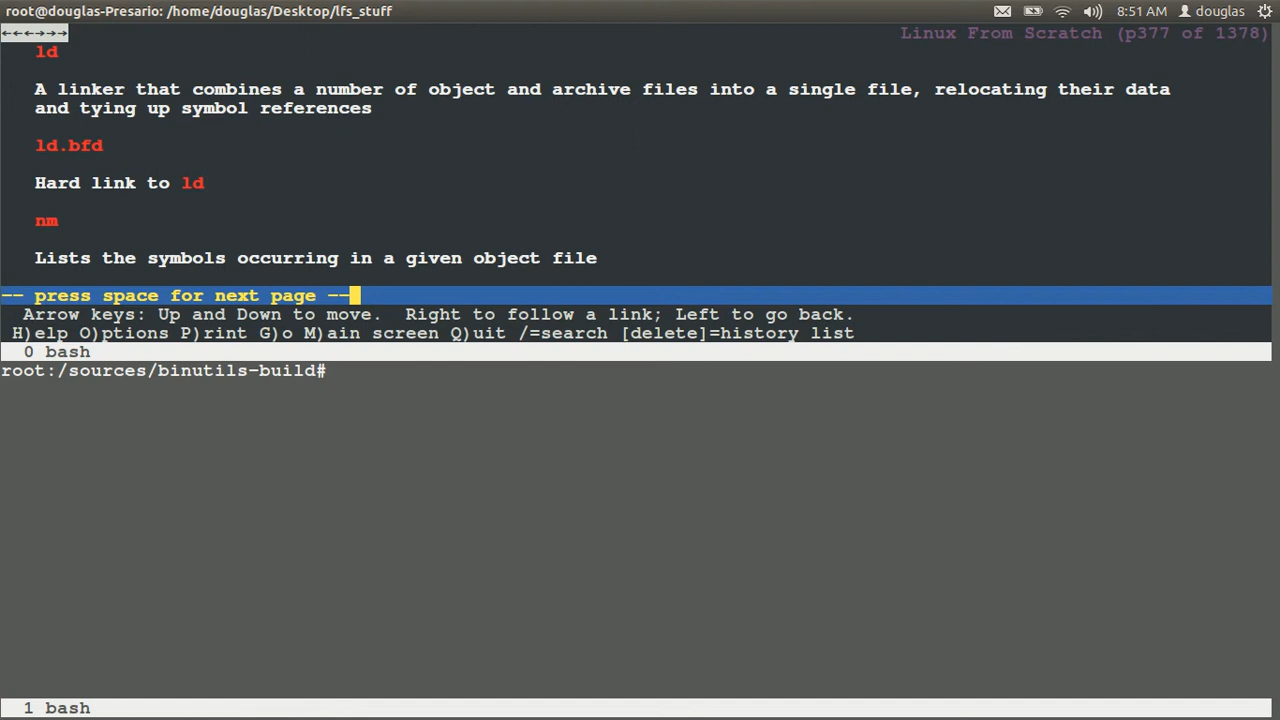 root@douglas-Presario: /home/douglas/Desktop/lfs_stuff 8:51 AM douglas
←←←→→→ Linux From Scratch (p377 of 1378)
ld
A linker that combines a number of object and archive files into a single file, relocating their data
and tying up symbol references
ld.bfd
Hard link to ld
nm
Lists the symbols occurring in a given object file
-- press space for next page --
Arrow keys: Up and Down to move. Right to follow a link; Left to go back.
H)elp O)ptions P)rint G)o M)ain screen Q)uit /=search [delete]=history list
0 bash
root:/sources/binutils-build#
1 bash